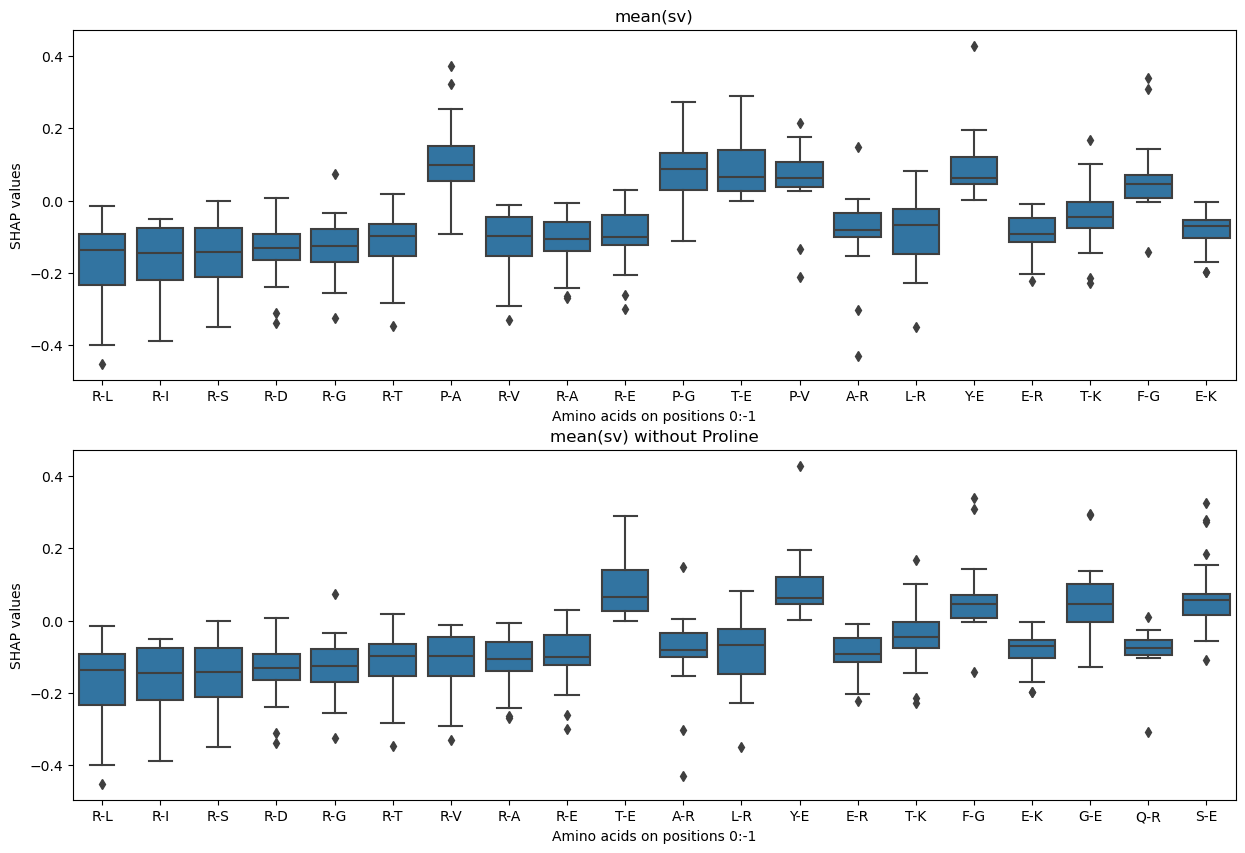 mean(sv)
0.4
0.2
0.0
−0.2
−0.4
SHAP values
R-L R-I R-S R-D R-G R-T P-A R-V R-A R-E P-G T-E P-V A-R L-R Y-E E-R T-K F-G E-K
Amino acids on positions 0:-1
mean(sv) without Proline
0.4
0.2
0.0
−0.2
−0.4
SHAP values
R-L R-I R-S R-D R-G R-T R-V R-A R-E T-E A-R L-R Y-E E-R T-K F-G E-K G-E Q-R S-E
Amino acids on positions 0:-1